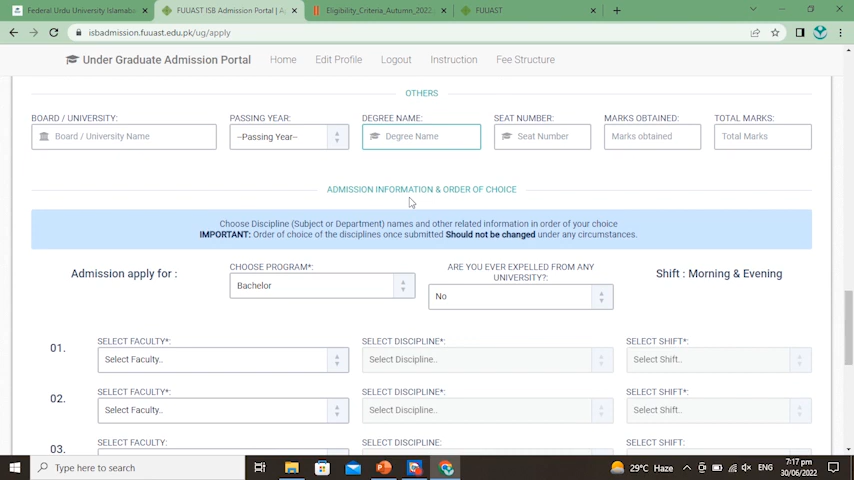 Federal Urdu University Islamaba
FUUAST ISB Admission Portal | A
Eligibility_Criteria_Autumn_2022
FUUAST
isbadmission.fuuast.edu.pk/ug/apply
Under Graduate Admission Portal
Home
Edit Profile
Logout
Instruction
Fee Structure
OTHERS
BOARD / UNIVERSITY:
PASSING YEAR:
DEGREE NAME:
SEAT NUMBER:
MARKS OBTAINED:
TOTAL MARKS:
Board / University Name
--Passing Year--
Degree Name
Seat Number
Marks obtained
Total Marks
ADMISSION INFORMATION & ORDER OF CHOICE
Choose Discipline (Subject or Department) names and other related information in order of your choice
IMPORTANT: Order of choice of the disciplines once submitted Should not be changed under any circumstances.
Admission apply for :
CHOOSE PROGRAM*:
Bachelor
ARE YOU EVER EXPELLED FROM ANY
UNIVERSITY?:
No
Shift : Morning & Evening
01.
SELECT FACULTY*:
SELECT DISCIPLINE*:
SELECT SHIFT*:
Select Faculty..
Select Discipline..
Select Shift..
02.
SELECT FACULTY*:
SELECT DISCIPLINE*:
SELECT SHIFT*:
Select Faculty..
Select Discipline..
Select Shift..
03.
SELECT FACULTY:
SELECT DISCIPLINE:
SELECT SHIFT:
Type here to search
29°C Haze
ENG
7:17 pm
30/06/2022